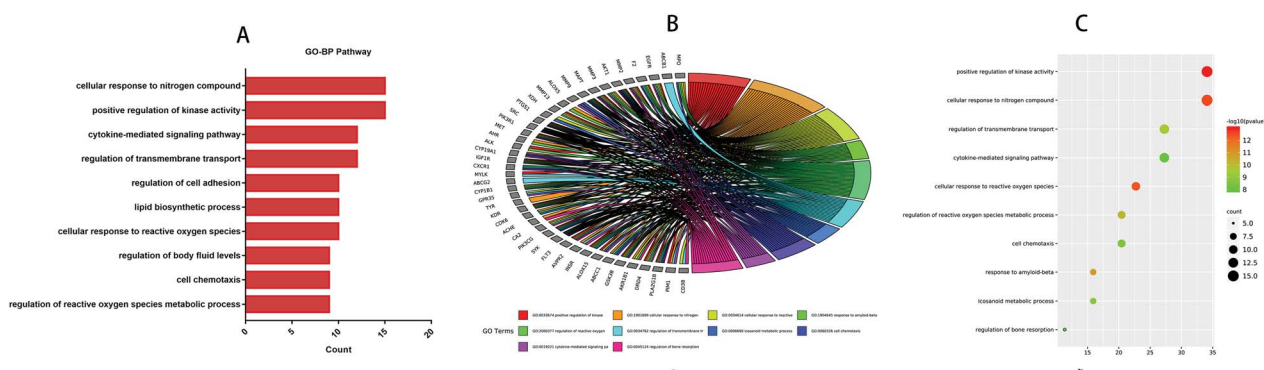 A
GO-BP Pathway
cellular response to nitrogen compound
positive regulation of kinase activity
cytokine-mediated signaling pathway
regulation of transmembrane transport
regulation of cell adhesion
lipid biosynthetic process
cellular response to reactive oxygen species
regulation of body fluid levels
cell chemotaxis
regulation of reactive oxygen species metabolic process
0 5 10 15 20
Count
B
MPO
ABCB1
EGFR
F2
MMP2
AKT1
MMP3
MAPT
MMP9
ALOX5
MMP13
XDH
PTGS1
SRC
PIK3R1
MET
AHR
ALK
CYP19A1
IGF1R
CXCR1
MYLK
ABCG2
CYP1B1
GPR35
TYR
KDR
CDK6
ACHE
CA2
PIK3CG
SYK
FLT3
AVPR2
INSR
ALOX15
ABCC1
GSK3B
AKR1B1
DRD4
PLA2G1B
PIM1
CD38
GO Terms
GO:0033674 positive regulation of kinase
GO:1901699 cellular response to nitrogen
GO:0034614 cellular response to reactive
GO:1904645 response to amyloid-beta
GO:2000377 regulation of reactive oxygen
GO:0034762 regulation of transmembrane tr
GO:0006690 icosanoid metabolic process
GO:0060326 cell chemotaxis
GO:0019221 cytokine-mediated signaling pa
GO:0045124 regulation of bone resorption
C
positive regulation of kinase activity
cellular response to nitrogen compound
regulation of transmembrane transport
cytokine-mediated signaling pathway
cellular response to reactive oxygen species
regulation of reactive oxygen species metabolic process
cell chemotaxis
response to amyloid-beta
icosanoid metabolic process
regulation of bone resorption
15 20 25 30 35
-log10(pvalue
12
11
10
9
8
count
5.0
7.5
10.0
12.5
15.0